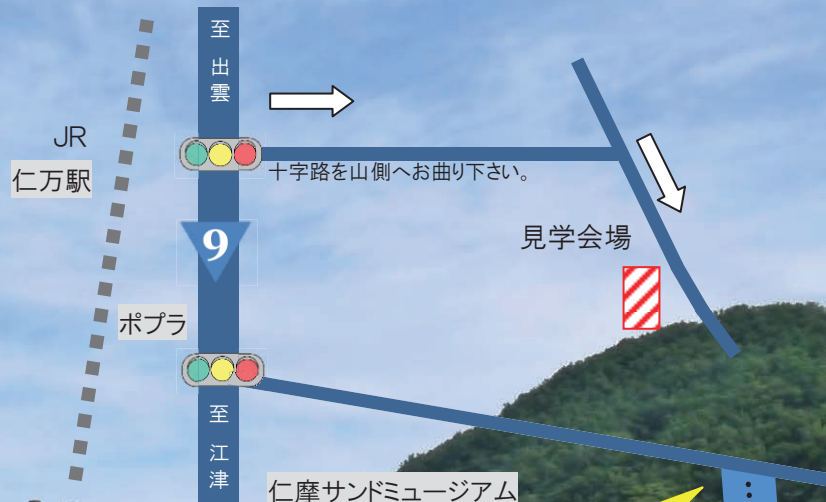 至 出雲
JR
仁万駅
十字路を山側へお曲り下さい。
9
見学会場
ポプラ
至 江津
仁摩サンドミュージアム